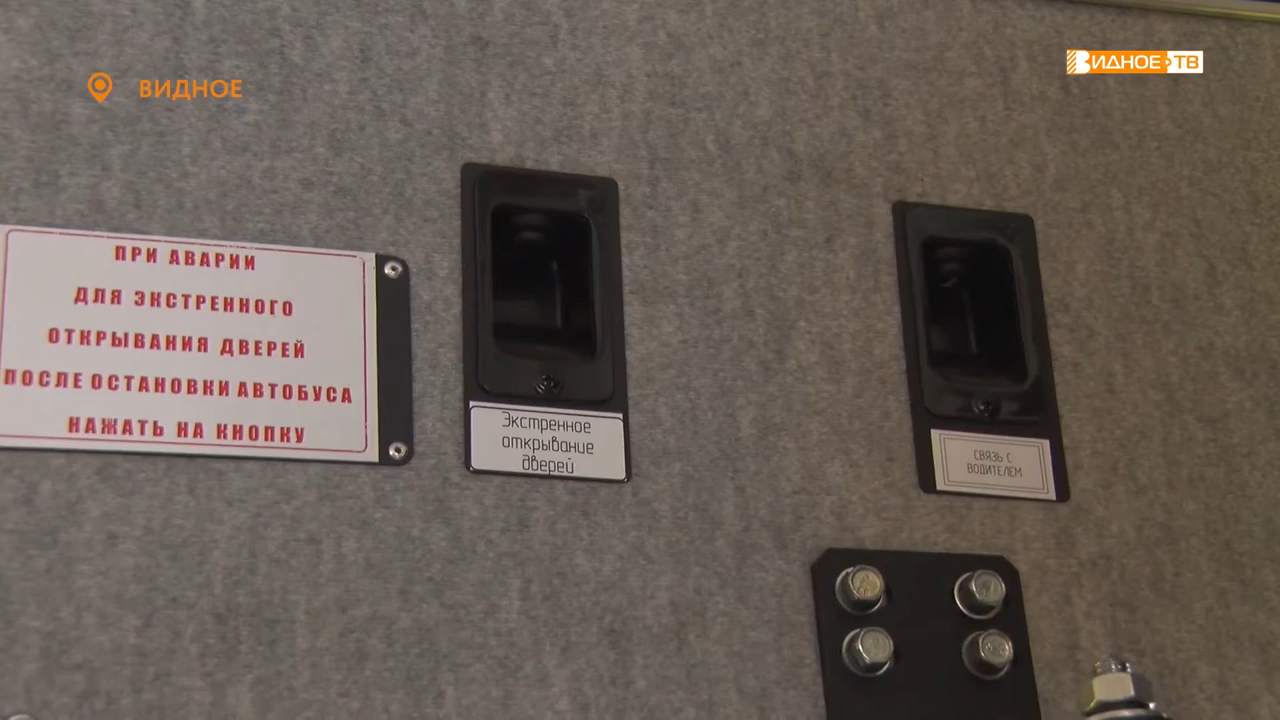 ВИДНОЕ
ВИДНОЕ ТВ
ПРИ АВАРИИ
ДЛЯ ЭКСТРЕННОГО
ОТКРЫВАНИЯ ДВЕРЕЙ
ПОСЛЕ ОСТАНОВКИ АВТОБУСА
НАЖАТЬ НА КНОПКУ
Экстренное
открывание
дверей
СВЯЗЬ С
ВОДИТЕЛЕМ